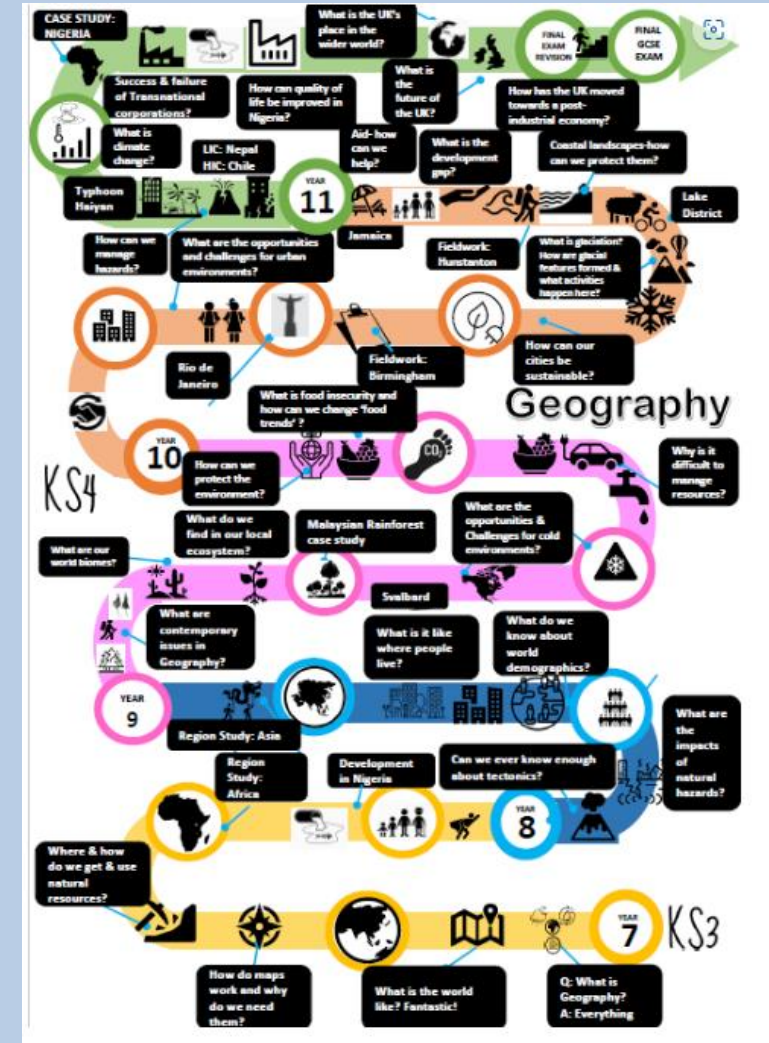 CASE STUDY:
NIGERIA
What is the UK's
place in the
wider world?
FINAL
EXAM
REVISION
FINAL
GCSE
EXAM
Success & failure
of Transnational
corporations?
How can quality of
life be improved in
Nigeria?
What is
the
future of
the UK?
How has the UK moved
towards a post-
industrial economy?
What is
climate
change?
LIC: Nepal
HIC: Chile
Aid- how
can we
help?
What is the
development
gap?
Coastal landscapes-how
can we protect them?
Typhoon
Haiyan
YEAR
11
Jamaica
Lake
District
How can we
manage
hazards?
What are the opportunities
and challenges for urban
environments?
Fieldwork:
Hunstanton
What is glaciation?
How are glacial
features formed &
what activities
happen here?
Rio de
Janeiro
Fieldwork:
Birmingham
How can our
cities be
sustainable?
What is food insecurity and
how can we change 'food
trends' ?
Geography
YEAR
10
KS4
How can we
protect the
environment?
CO2
Why is it
difficult to
manage
resources?
What do we
find in our local
ecosystem?
Malaysian Rainforest
case study
What are the
opportunities &
Challenges for cold
environments?
What are our
world biomes?
Svalbard
What are
contemporary
issues in
Geography?
What is it like
where people
live?
What do we
know about
world
demographics?
YEAR
9
Region Study: Asia
What are
the
impacts
of
natural
hazards?
Region
Study:
Africa
Development
in Nigeria
Can we ever know enough
about tectonics?
YEAR
8
Where & how
do we get & use
natural
resources?
YEAR
7
KS3
How do maps
work and why
do we need
them?
What is the world
like? Fantastic!
Q: What is
Geography?
A: Everything